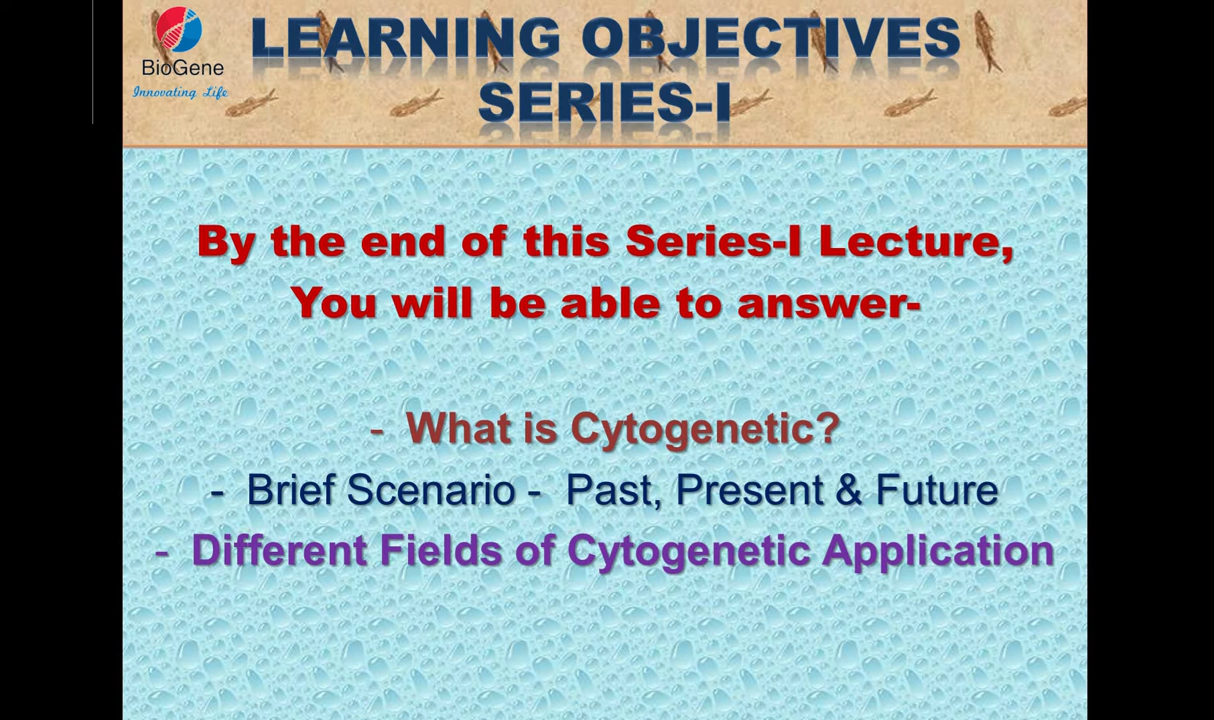 BioGene
Innovating Life
LEARNING OBJECTIVES
SERIES-I
By the end of this Series-I Lecture,
You will be able to answer-
- What is Cytogenetic?
- Brief Scenario - Past, Present & Future
- Different Fields of Cytogenetic Application